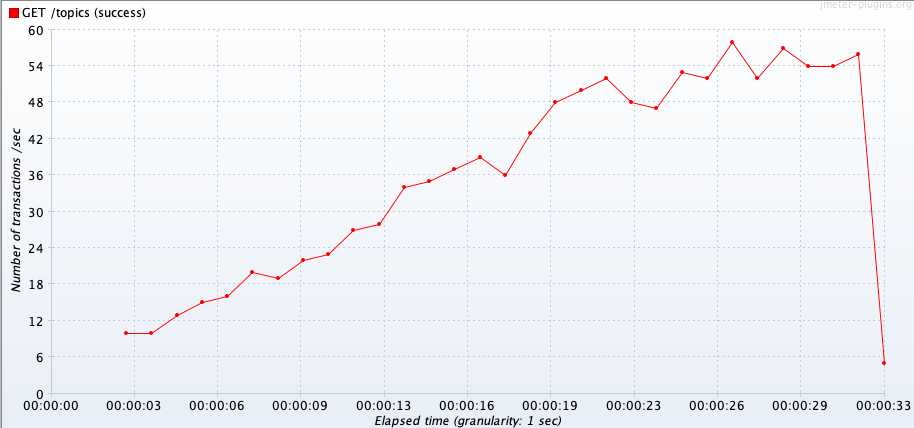 jmeter-plugins.org
GET /topics (success)
60
54
48
42
36
30
24
18
12
6
0
Number of transactions /sec
00:00:00 00:00:03 00:00:06 00:00:09 00:00:13 00:00:16 00:00:19 00:00:23 00:00:26 00:00:29 00:00:33
Elapsed time (granularity: 1 sec)